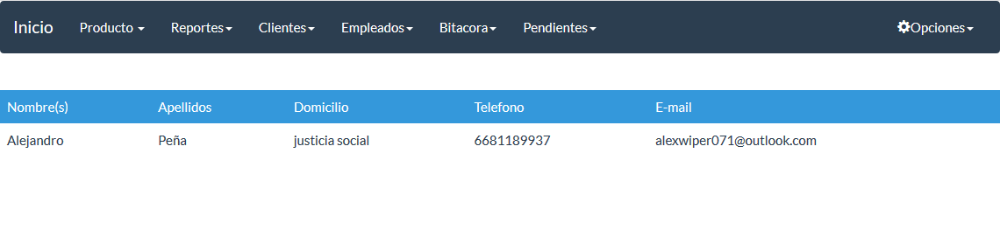 Inicio Producto Reportes Clientes Empleados Bitacora Pendientes Opciones
Nombre(s) Apellidos Domicilio Telefono E-mail
Alejandro Peña justicia social 6681189937 alexwiper071@outlook.com